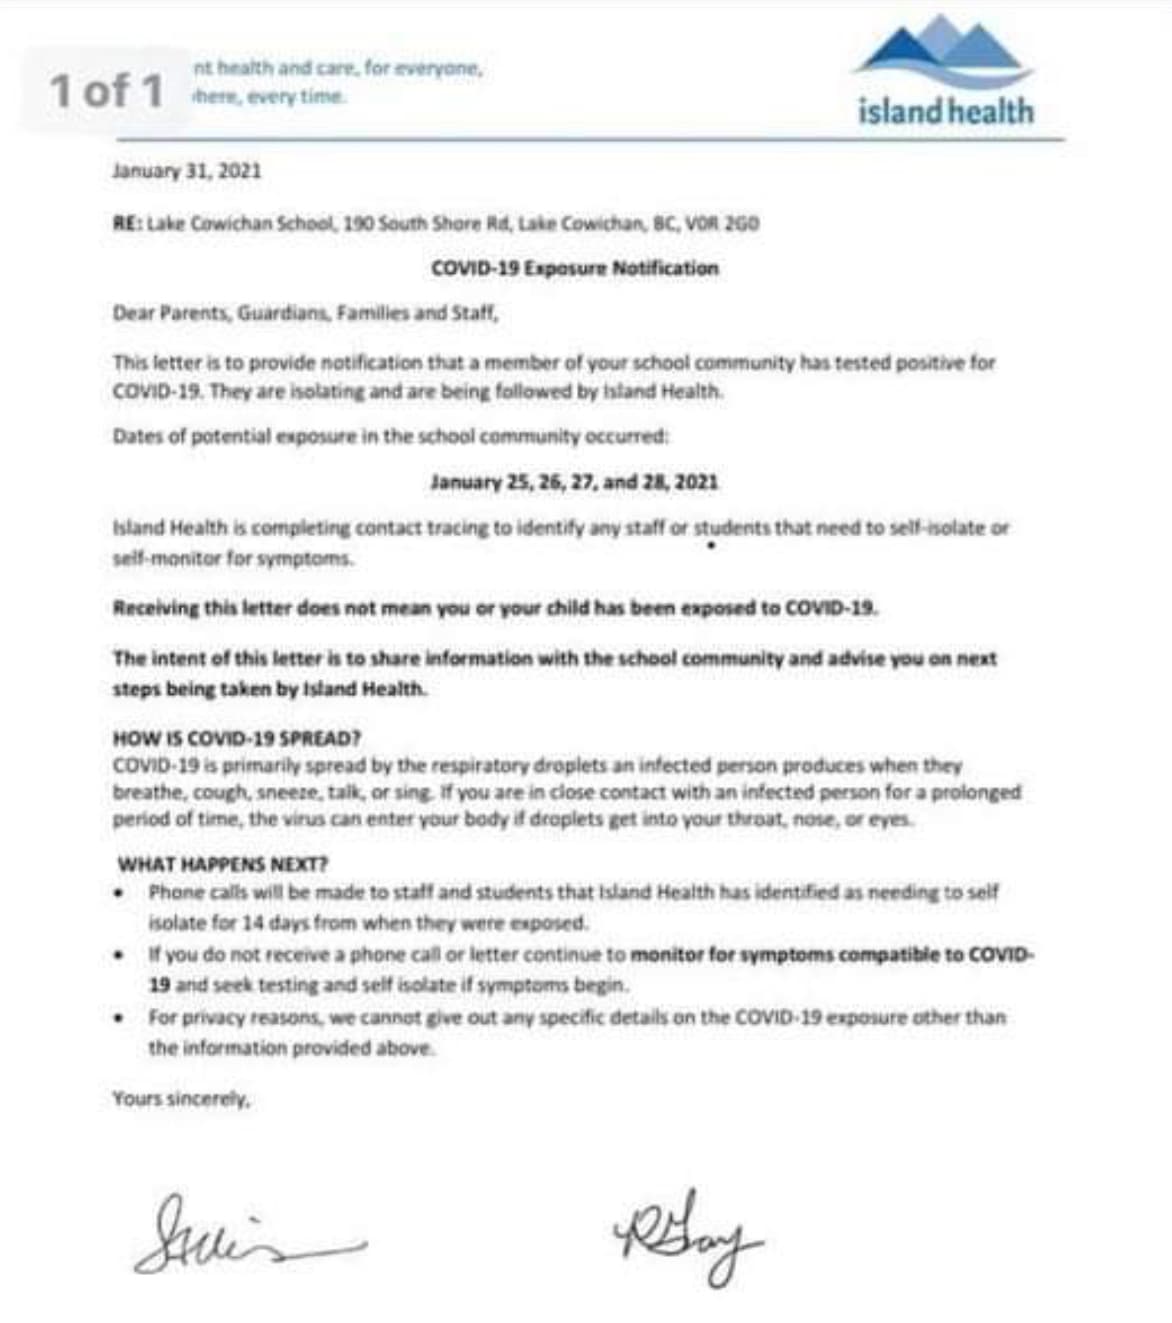 1 of 1
nt health and care, for everyone,
here, every time.
island health
January 31, 2021
RE: Lake Cowichan School, 190 South Shore Rd, Lake Cowichan, BC, V0R 2G0
COVID-19 Exposure Notification
Dear Parents, Guardians, Families and Staff,
This letter is to provide notification that a member of your school community has tested positive for
COVID-19. They are isolating and are being followed by Island Health.
Dates of potential exposure in the school community occurred:
January 25, 26, 27, and 28, 2021
Island Health is completing contact tracing to identify any staff or students that need to self-isolate or
self-monitor for symptoms.
Receiving this letter does not mean you or your child has been exposed to COVID-19.
The intent of this letter is to share information with the school community and advise you on next
steps being taken by Island Health.
HOW IS COVID-19 SPREAD?
COVID-19 is primarily spread by the respiratory droplets an infected person produces when they
breathe, cough, sneeze, talk, or sing. If you are in close contact with an infected person for a prolonged
period of time, the virus can enter your body if droplets get into your throat, nose, or eyes.
WHAT HAPPENS NEXT?
• Phone calls will be made to staff and students that Island Health has identified as needing to self
isolate for 14 days from when they were exposed.
• If you do not receive a phone call or letter continue to monitor for symptoms compatible to COVID-
19 and seek testing and self isolate if symptoms begin.
• For privacy reasons, we cannot give out any specific details on the COVID-19 exposure other than
the information provided above.
Yours sincerely,